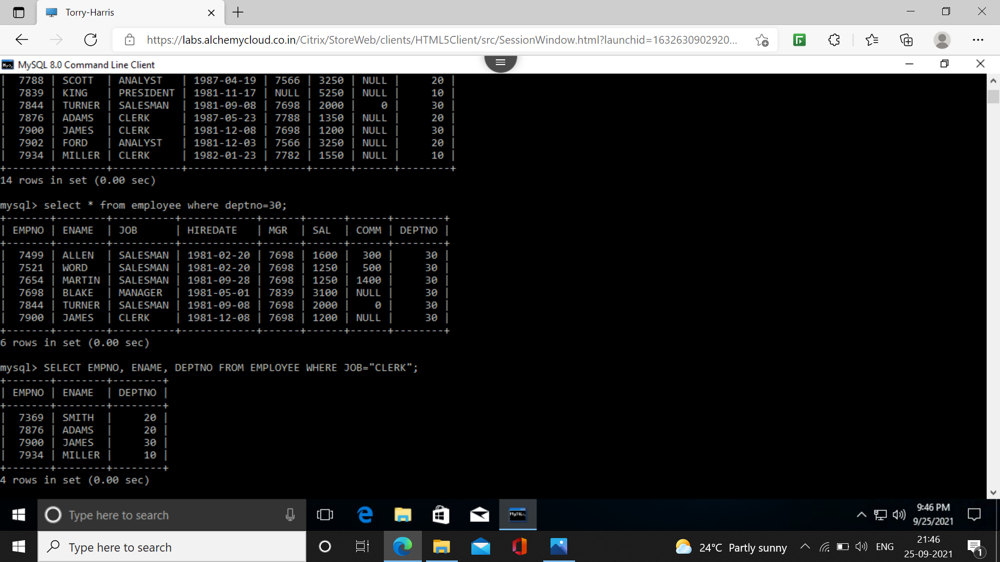 Torry-Harris
https://labs.alchemycloud.co.in/Citrix/StoreWeb/clients/HTML5Client/src/SessionWindow.html?launchid=1632630902920...
MySQL 8.0 Command Line Client
| 7788 | SCOTT | ANALYST | 1987-04-19 | 7566 | 3250 | NULL | 20 |
| 7839 | KING | PRESIDENT | 1981-11-17 | NULL | 5250 | NULL | 10 |
| 7844 | TURNER | SALESMAN | 1981-09-08 | 7698 | 2000 | 0 | 30 |
| 7876 | ADAMS | CLERK | 1987-05-23 | 7788 | 1350 | NULL | 20 |
| 7900 | JAMES | CLERK | 1981-12-08 | 7698 | 1200 | NULL | 30 |
| 7902 | FORD | ANALYST | 1981-12-03 | 7566 | 3250 | NULL | 20 |
| 7934 | MILLER | CLERK | 1982-01-23 | 7782 | 1550 | NULL | 10 |
14 rows in set (0.00 sec)
mysql> select * from employee where deptno=30;
| EMPNO | ENAME | JOB | HIREDATE | MGR | SAL | COMM | DEPTNO |
| 7499 | ALLEN | SALESMAN | 1981-02-20 | 7698 | 1600 | 300 | 30 |
| 7521 | WORD | SALESMAN | 1981-02-20 | 7698 | 1250 | 500 | 30 |
| 7654 | MARTIN | SALESMAN | 1981-09-28 | 7698 | 1250 | 1400 | 30 |
| 7698 | BLAKE | MANAGER | 1981-05-01 | 7839 | 3100 | NULL | 30 |
| 7844 | TURNER | SALESMAN | 1981-09-08 | 7698 | 2000 | 0 | 30 |
| 7900 | JAMES | CLERK | 1981-12-08 | 7698 | 1200 | NULL | 30 |
6 rows in set (0.00 sec)
mysql> SELECT EMPNO, ENAME, DEPTNO FROM EMPLOYEE WHERE JOB="CLERK";
| EMPNO | ENAME | DEPTNO |
| 7369 | SMITH | 20 |
| 7876 | ADAMS | 20 |
| 7900 | JAMES | 30 |
| 7934 | MILLER | 10 |
4 rows in set (0.00 sec)
Type here to search
9:46 PM
9/25/2021
Type here to search
24°C Partly sunny
ENG
21:46
25-09-2021
1